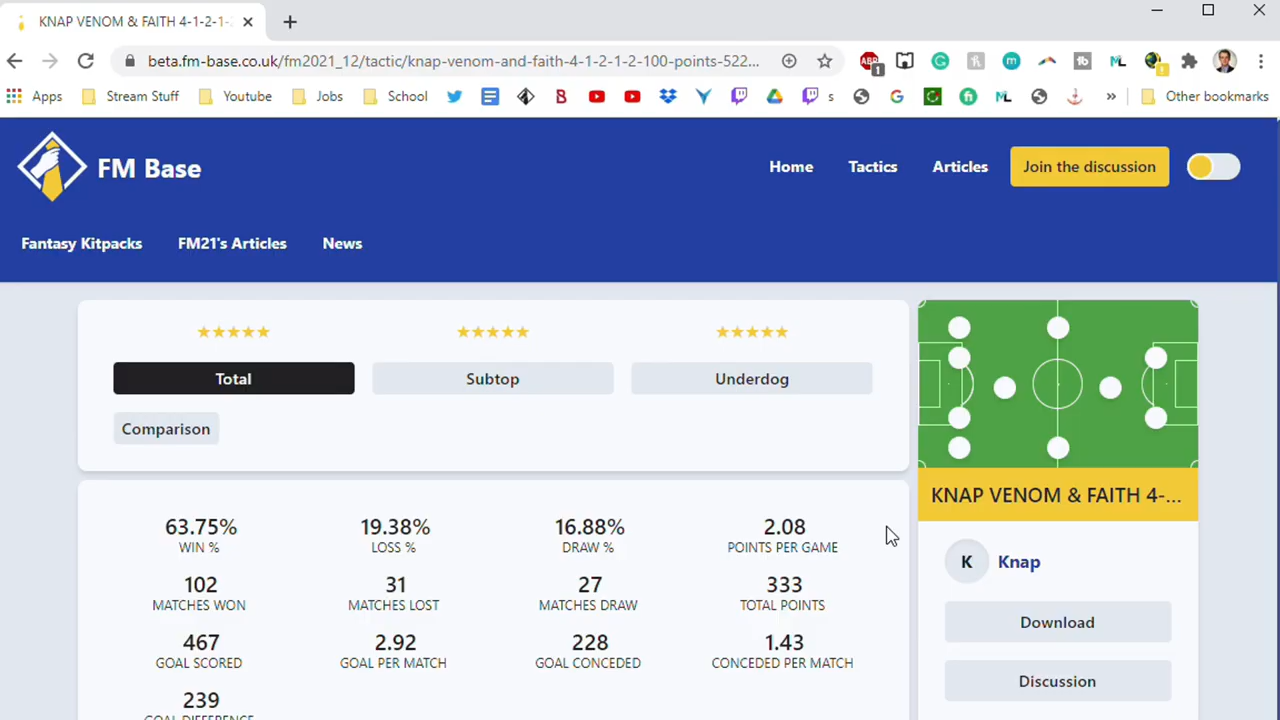 KNAP VENOM & FAITH 4-1-2-1-2-
beta.fm-base.co.uk/fm2021_12/tactic/knap-venom-and-faith-4-1-2-1-2-100-points-522...
ABP
1
Apps Stream Stuff Youtube Jobs School s Other bookmarks
FM Base
Home Tactics Articles Join the discussion
Fantasy Kitpacks FM21's Articles News
Total Subtop Underdog
Comparison
63.75% 19.38% 16.88% 2.08
WIN % LOSS % DRAW % POINTS PER GAME
102 31 27 333
MATCHES WON MATCHES LOST MATCHES DRAW TOTAL POINTS
467 2.92 228 1.43
GOAL SCORED GOAL PER MATCH GOAL CONCEDED CONCEDED PER MATCH
239
GOAL DIFFERENCE
KNAP VENOM & FAITH 4-...
K Knap
Download
Discussion